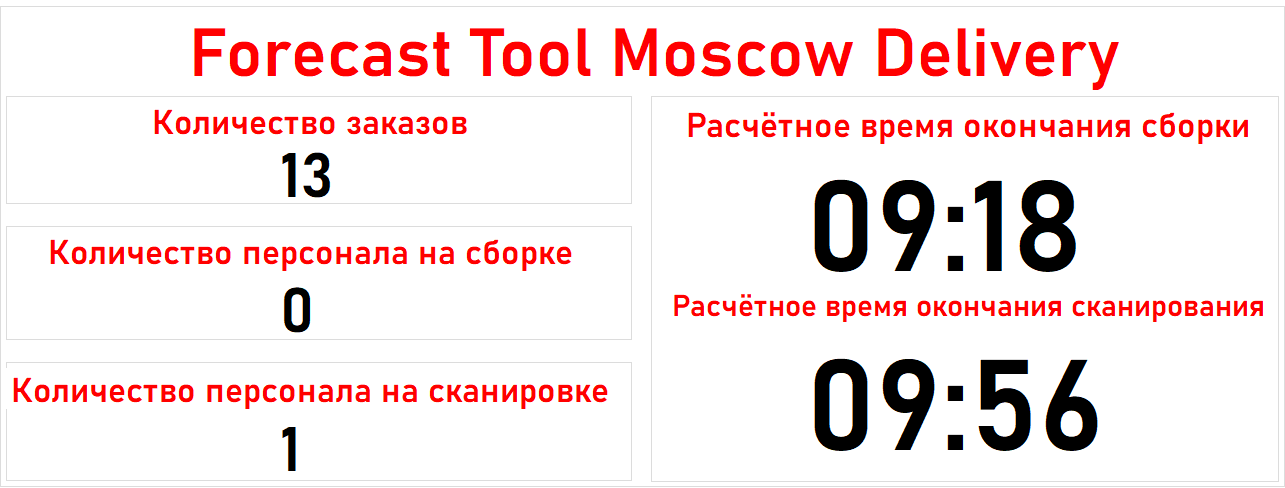 Forecast Tool Moscow Delivery
Количество заказов
13
Количество персонала на сборке
0
Количество персонала на сканировке
1
Расчётное время окончания сборки
09:18
Расчётное время окончания сканирования
09:56